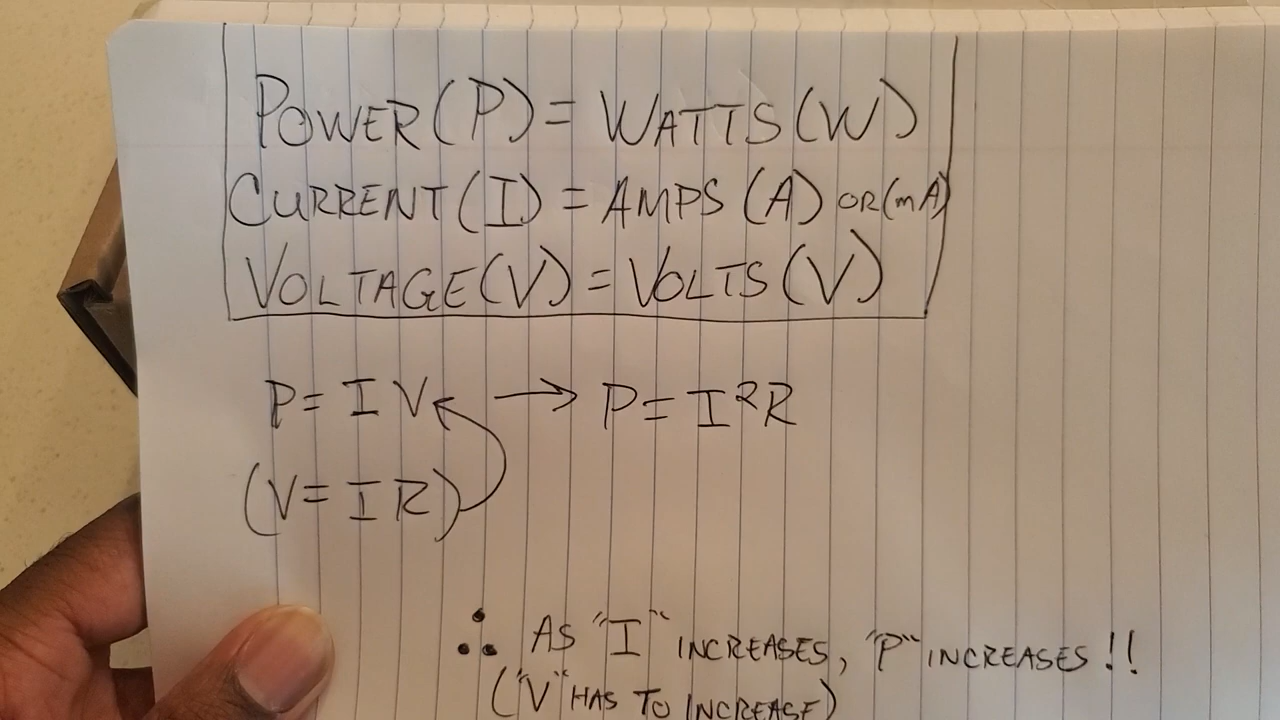 POWER (P) = WATTS (W)
CURRENT (I) = AMPS (A) OR (mA)
VOLTAGE (V) = VOLTS (V)
P = I V → P = I²R
(V = I R)
∴ AS "I" INCREASES, "P" INCREASES!!
("V" HAS TO INCREASE)